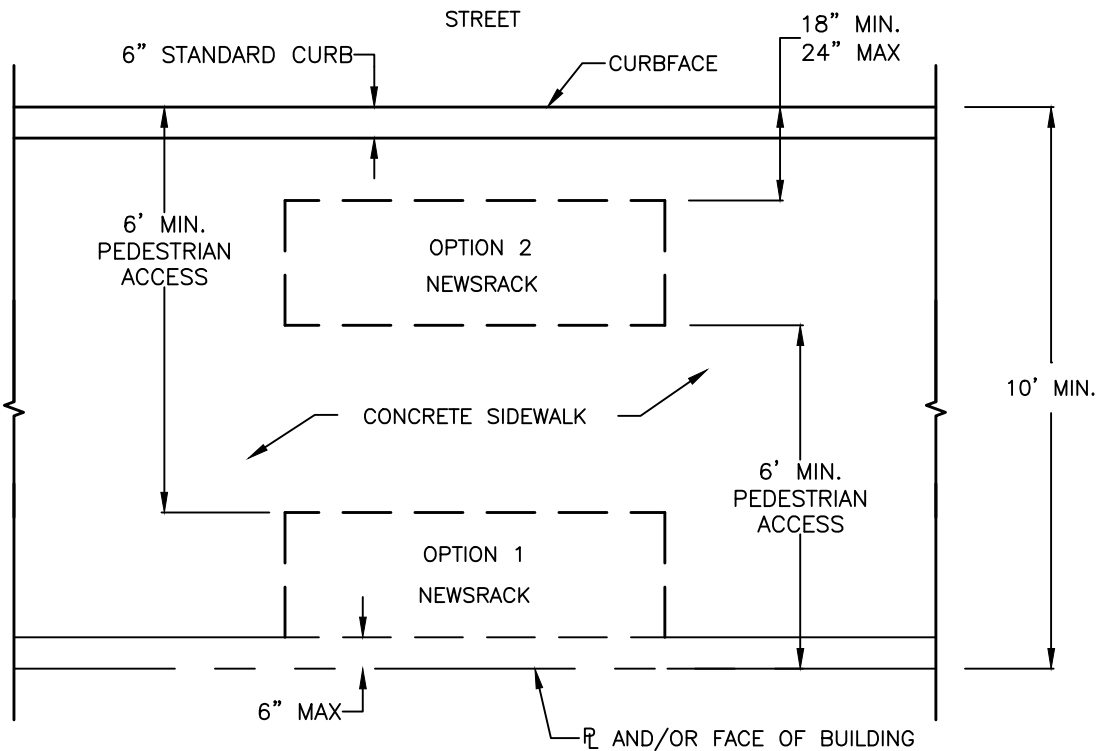 STREET
18” MIN.
24” MAX
6” STANDARD CURB
CURBFACE
6’ MIN.
PEDESTRIAN
ACCESS
OPTION 2
NEWSRACK
10’ MIN.
CONCRETE SIDEWALK
6’ MIN.
PEDESTRIAN
ACCESS
OPTION 1
NEWSRACK
6” MAX
℄ AND/OR FACE OF BUILDING